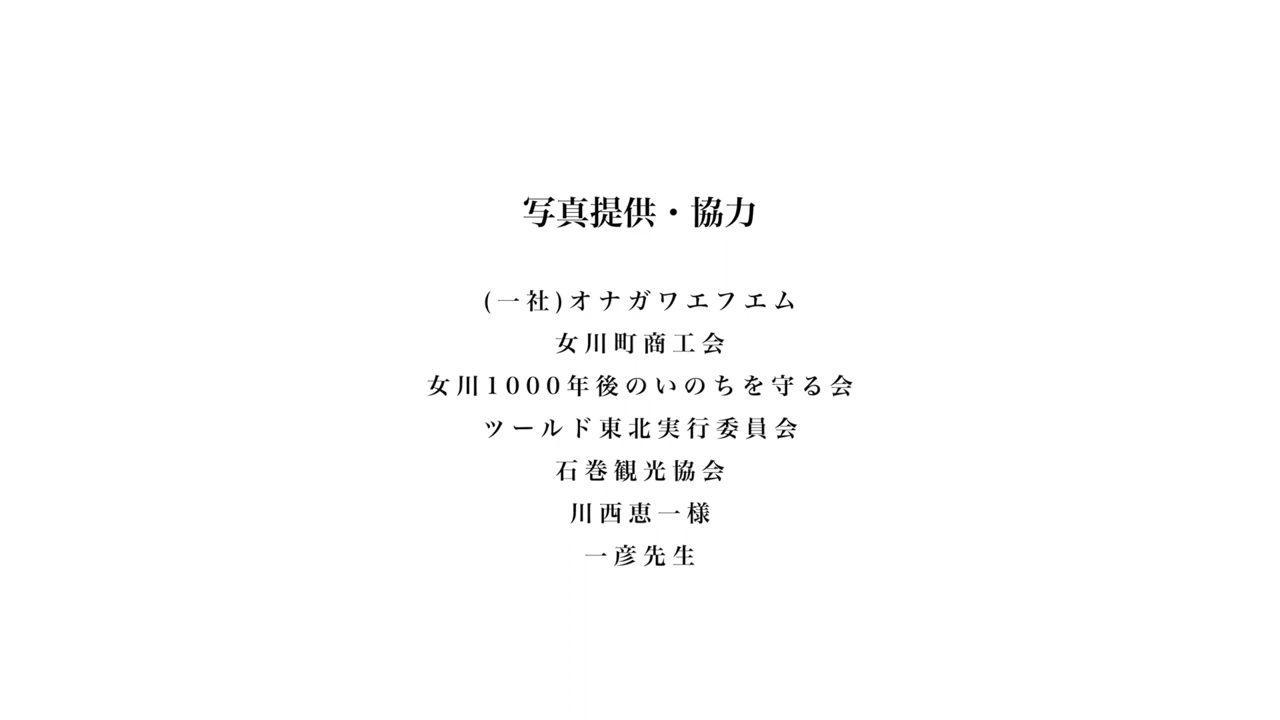 写真提供・協力
(一社)オナガワエフエム
女川町商工会
女川1000年後のいのちを守る会
ツールド東北実行委員会
石巻観光協会
川西恵一様
一彦先生